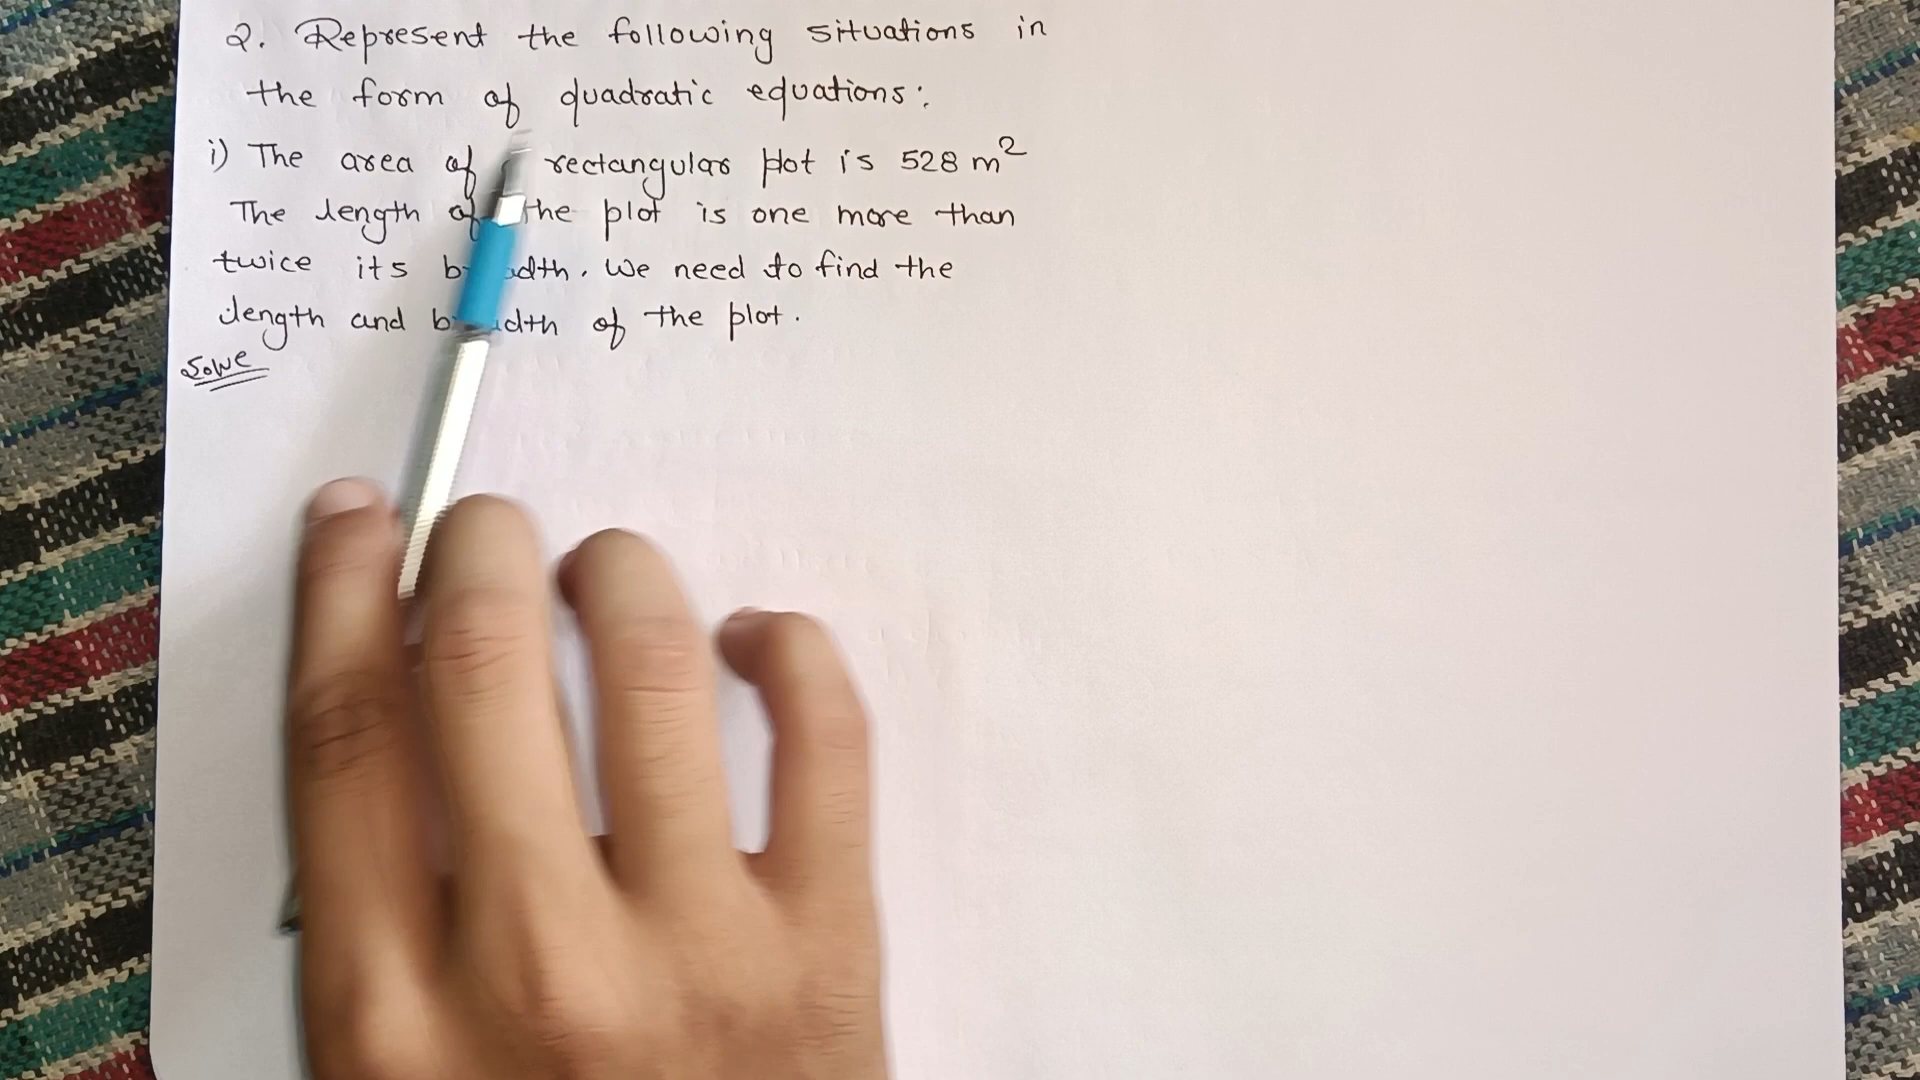 2. Represent the following situations in
the form of quadratic equations:
i) The area of rectangular plot is 528 m²
The length of the plot is one more than
twice its . We need to find the
length and of the plot.
Solve